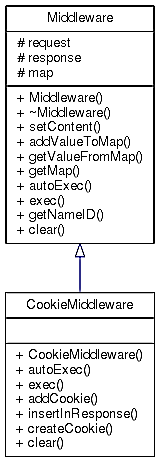 Middleware
# request
# response
# map
+ Middleware()
+ ~Middleware()
+ setContent()
+ addValueToMap()
+ getValueFromMap()
+ getMap()
+ autoExec()
+ exec()
+ getNameID()
+ clear()
CookieMiddleware
+ CookieMiddleware()
+ autoExec()
+ exec()
+ addCookie()
+ insertInResponse()
+ createCookie()
+ clear()